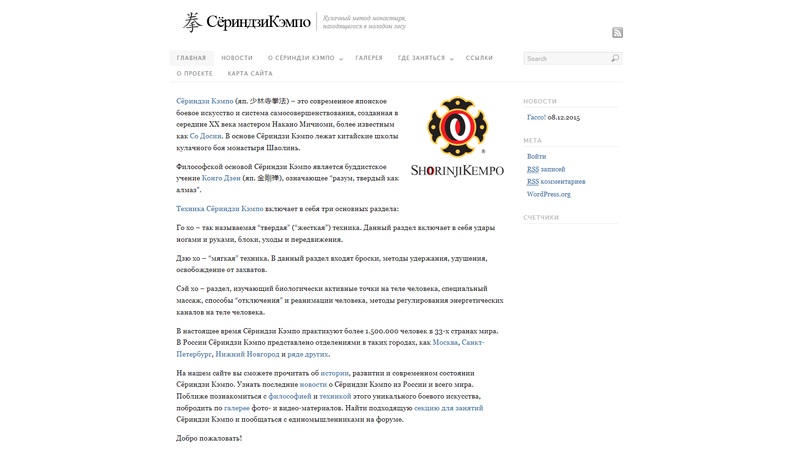 拳 СёриндзиКэмпо
Кулачный метод монастыря,
находящегося в молодом лесу
ГЛАВНАЯ НОВОСТИ О СЁРИНДЗИ КЭМПО ГАЛЕРЕЯ ГДЕ ЗАНЯТЬСЯ ССЫЛКИ
О ПРОЕКТЕ КАРТА САЙТА
Search
Сёриндзи Кэмпо (яп. 少林寺拳法) – это современное японское
боевое искусство и система самосовершенствования, созданная в
середине XX века мастером Накано Мичиоми, более известным
как Со Досин. В основе Сёриндзи Кэмпо лежат китайские школы
кулачного боя монастыря Шаолинь.
SHORINJIKEMPO
®
Философской основой Сёриндзи Кэмпо является буддистское
учение Конго Дзен (яп. 金剛禅), означающее “разум, твердый как
алмаз”.
Техника Сёриндзи Кэмпо включает в себя три основных раздела:
Го хо – так называемая “твердая” (“жесткая”) техника. Данный раздел включает в себя удары
ногами и руками, блоки, уходы и передвижения.
Дзю хо – “мягкая” техника. В данный раздел входят броски, методы удержания, удушения,
освобождение от захватов.
Сэй хо – раздел, изучающий биологически активные точки на теле человека, специальный
массаж, способы “отключения” и реанимации человека, методы регулирования энергетических
каналов на теле человека.
В настоящее время Сёриндзи Кэмпо практикуют более 1.500.000 человек в 33-х странах мира.
В России Сёриндзи Кэмпо представлено отделениями в таких городах, как Москва, Санкт-
Петербург, Нижний Новгород и ряде других.
На нашем сайте вы сможете прочитать об истории, развитии и современном состоянии
Сёриндзи Кэмпо. Узнать последние новости о Сёриндзи Кэмпо из России и всего мира.
Поближе познакомиться с философией и техникой этого уникального боевого искусства,
побродить по галерее фото- и видео-материалов. Найти подходящую секцию для занятий
Сёриндзи Кэмпо и пообщаться с единомышленниками на форуме.
Добро пожаловать!
НОВОСТИ
Гассо! 08.12.2015
МЕТА
Войти
RSS записей
RSS комментариев
WordPress.org
СЧЕТЧИКИ